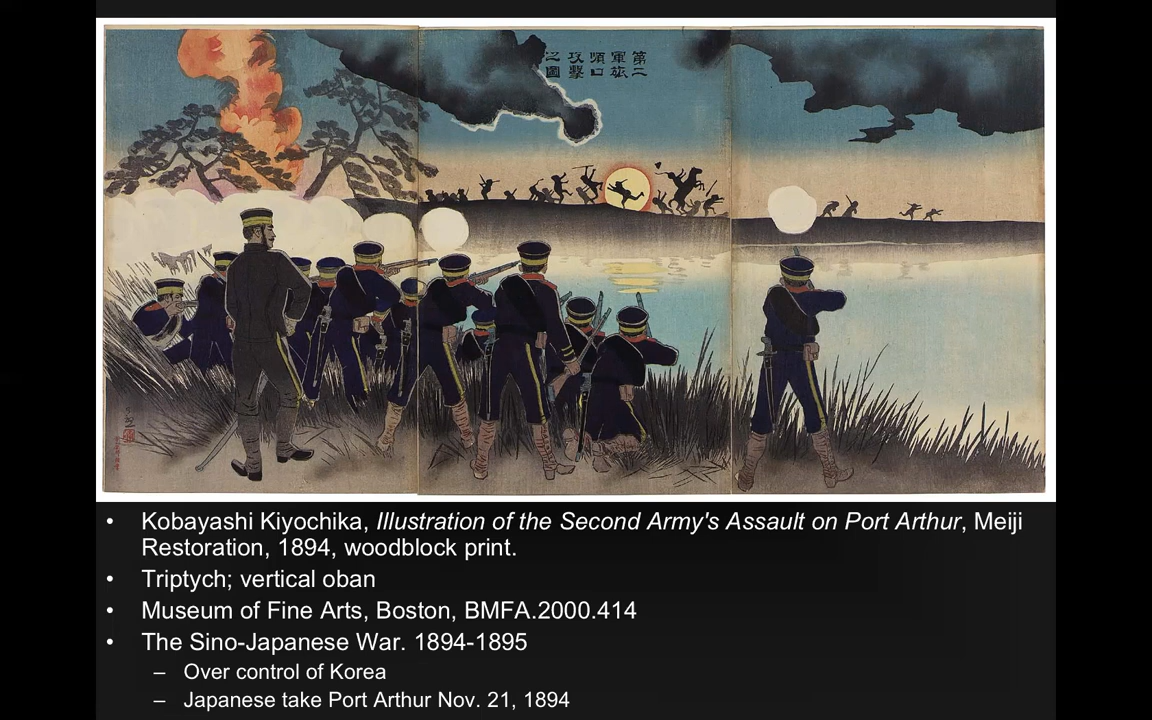 第二
軍旅
順口
攻擊
之圖
• Kobayashi Kiyochika, Illustration of the Second Army's Assault on Port Arthur, Meiji
Restoration, 1894, woodblock print.
• Triptych; vertical oban
• Museum of Fine Arts, Boston, BMFA.2000.414
• The Sino-Japanese War. 1894-1895
– Over control of Korea
– Japanese take Port Arthur Nov. 21, 1894